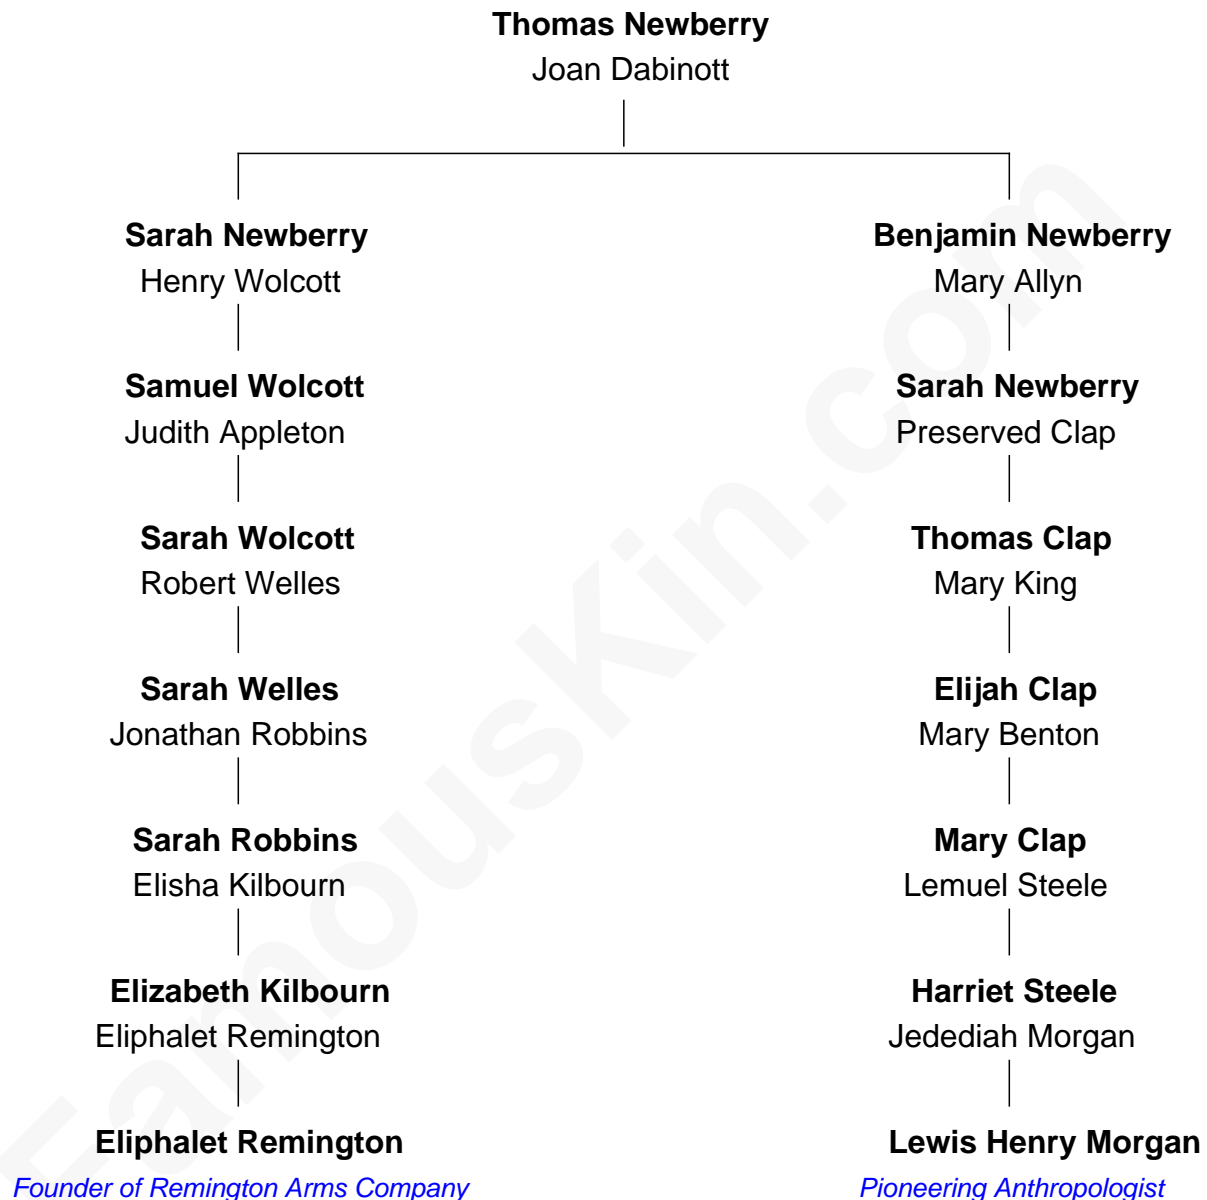 Thomas Newberry
Joan Dabinott
Sarah Newberry
Henry Wolcott
Samuel Wolcott
Judith Appleton
Sarah Wolcott
Robert Welles
Sarah Welles
Jonathan Robbins
Sarah Robbins
Elisha Kilbourn
Elizabeth Kilbourn
Eliphalet Remington
Eliphalet Remington
Founder of Remington Arms Company
Benjamin Newberry
Mary Allyn
Sarah Newberry
Preserved Clap
Thomas Clap
Mary King
Elijah Clap
Mary Benton
Mary Clap
Lemuel Steele
Harriet Steele
Jedediah Morgan
Lewis Henry Morgan
Pioneering Anthropologist
FamousKin.com